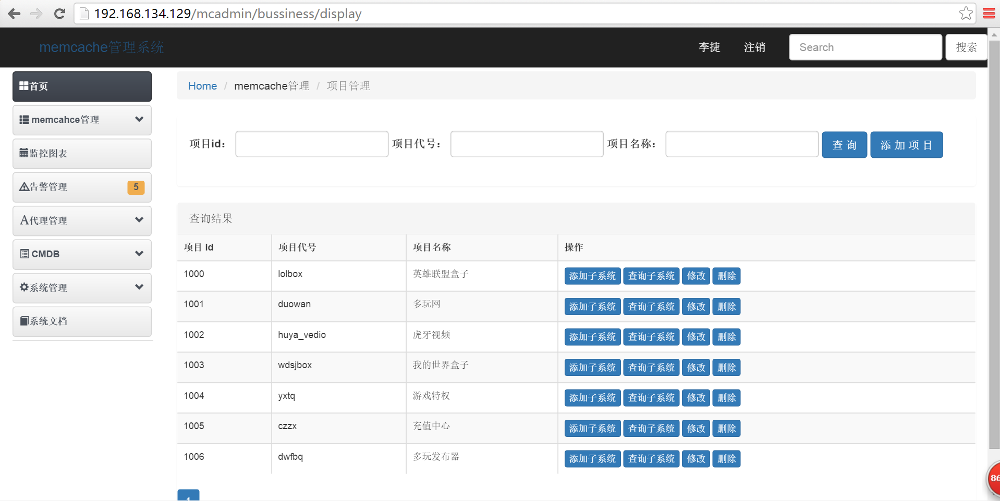 192.168.134.129/mcadmin/bussiness/display
memcache管理系统 李捷 注销 Search 搜索
首页
memcahce管理
监控图表
告警管理 5
A代理管理
CMDB
系统管理
系统文档
Home / memcache管理 / 项目管理
项目id： 项目代号： 项目名称： 查 询 添 加 项 目
查询结果
项目 id 项目代号 项目名称 操作
1000 lolbox 英雄联盟盒子 添加子系统 查询子系统 修改 删除
1001 duowan 多玩网 添加子系统 查询子系统 修改 删除
1002 huya_vedio 虎牙视频 添加子系统 查询子系统 修改 删除
1003 wdsjbox 我的世界盒子 添加子系统 查询子系统 修改 删除
1004 yxtq 游戏特权 添加子系统 查询子系统 修改 删除
1005 czzx 充值中心 添加子系统 查询子系统 修改 删除
1006 dwfbq 多玩发布器 添加子系统 查询子系统 修改 删除
86
1